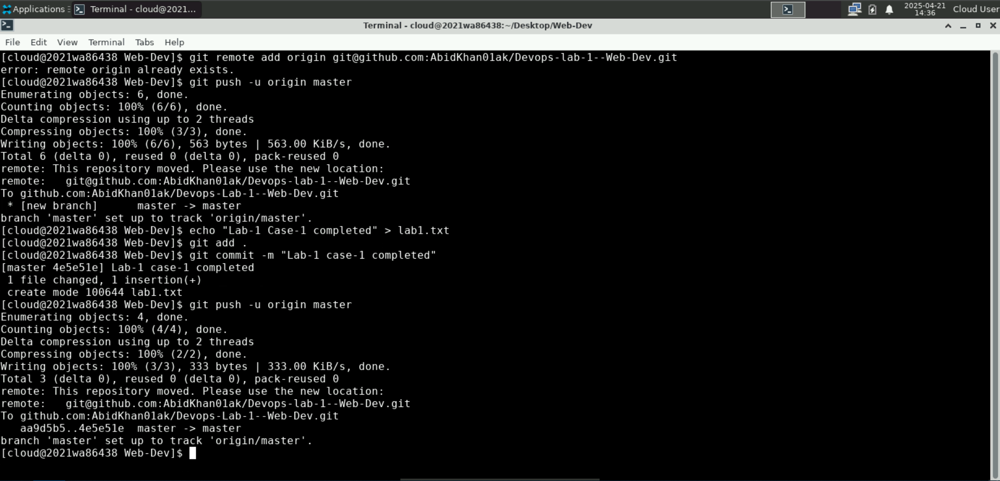 Applications
Terminal - cloud@2021...
2025-04-21
14:36
Cloud User
Terminal - cloud@2021wa86438:~/Desktop/Web-Dev
File Edit View Terminal Tabs Help
[cloud@2021wa86438 Web-Dev]$ git remote add origin git@github.com:AbidKhan01ak/Devops-lab-1--Web-Dev.git
error: remote origin already exists.
[cloud@2021wa86438 Web-Dev]$ git push -u origin master
Enumerating objects: 6, done.
Counting objects: 100% (6/6), done.
Delta compression using up to 2 threads
Compressing objects: 100% (3/3), done.
Writing objects: 100% (6/6), 563 bytes | 563.00 KiB/s, done.
Total 6 (delta 0), reused 0 (delta 0), pack-reused 0
remote: This repository moved. Please use the new location:
remote:   git@github.com:AbidKhan01ak/Devops-lab-1--Web-Dev.git
To github.com:AbidKhan01ak/Devops-Lab-1--Web-Dev.git
 * [new branch]      master -> master
branch 'master' set up to track 'origin/master'.
[cloud@2021wa86438 Web-Dev]$ echo "Lab-1 Case-1 completed" > lab1.txt
[cloud@2021wa86438 Web-Dev]$ git add .
[cloud@2021wa86438 Web-Dev]$ git commit -m "Lab-1 case-1 completed"
[master 4e5e51e] Lab-1 case-1 completed
 1 file changed, 1 insertion(+)
 create mode 100644 lab1.txt
[cloud@2021wa86438 Web-Dev]$ git push -u origin master
Enumerating objects: 4, done.
Counting objects: 100% (4/4), done.
Delta compression using up to 2 threads
Compressing objects: 100% (2/2), done.
Writing objects: 100% (3/3), 333 bytes | 333.00 KiB/s, done.
Total 3 (delta 0), reused 0 (delta 0), pack-reused 0
remote: This repository moved. Please use the new location:
remote:   git@github.com:AbidKhan01ak/Devops-lab-1--Web-Dev.git
To github.com:AbidKhan01ak/Devops-Lab-1--Web-Dev.git
   aa9d5b5..4e5e51e  master -> master
branch 'master' set up to track 'origin/master'.
[cloud@2021wa86438 Web-Dev]$